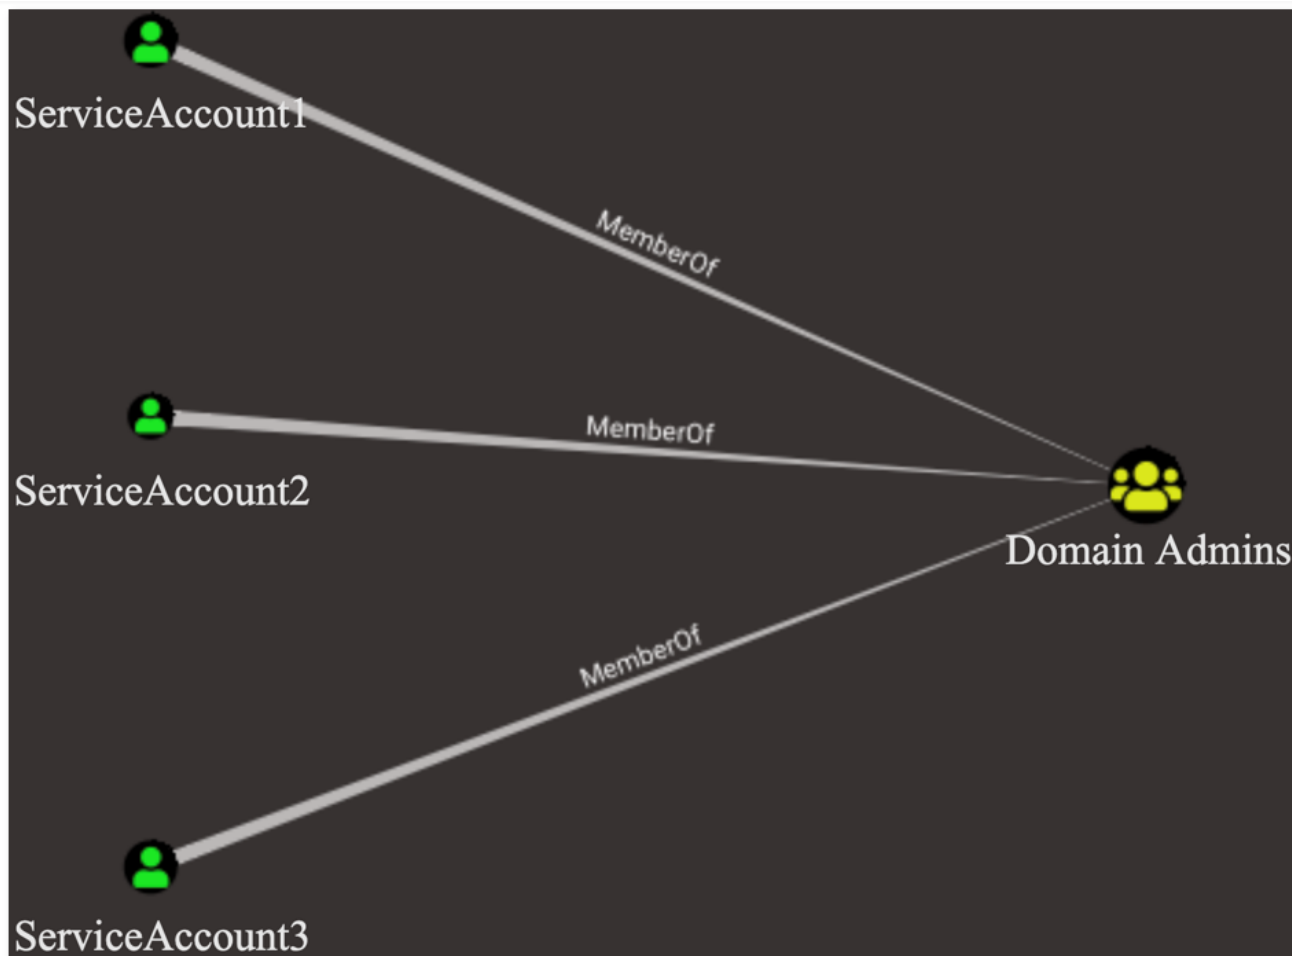 ServiceAccount1
MemberOf
MemberOf
ServiceAccount2
Domain Admins
MemberOf
ServiceAccount3